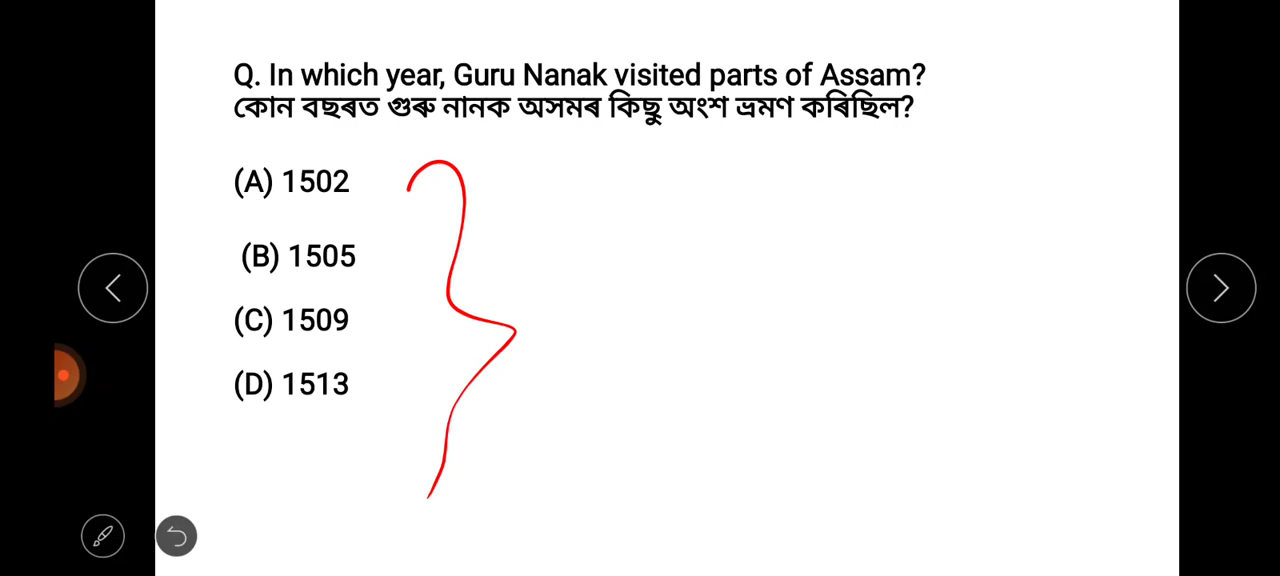 Q. In which year, Guru Nanak visited parts of Assam?
কোন বছৰত গুৰু নানক অসমৰ কিছু অংশ ভ্ৰমণ কৰিছিল?
(A) 1502
(B) 1505
(C) 1509
(D) 1513